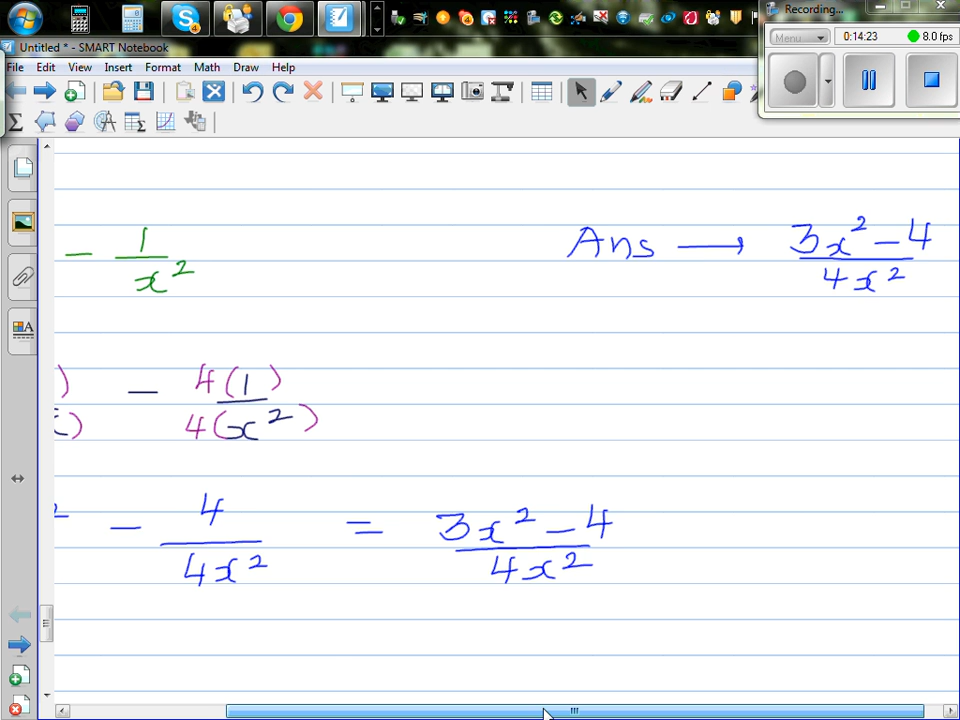 Recording...
Menu 0:14:23 8.0 fps
Untitled * - SMART Notebook
File Edit View Insert Format Math Draw Help
- 1/x²
Ans → (3x² - 4)/(4x²)
) - 4(1)/4(x²)
² - 4/(4x²) = (3x² - 4)/(4x²)